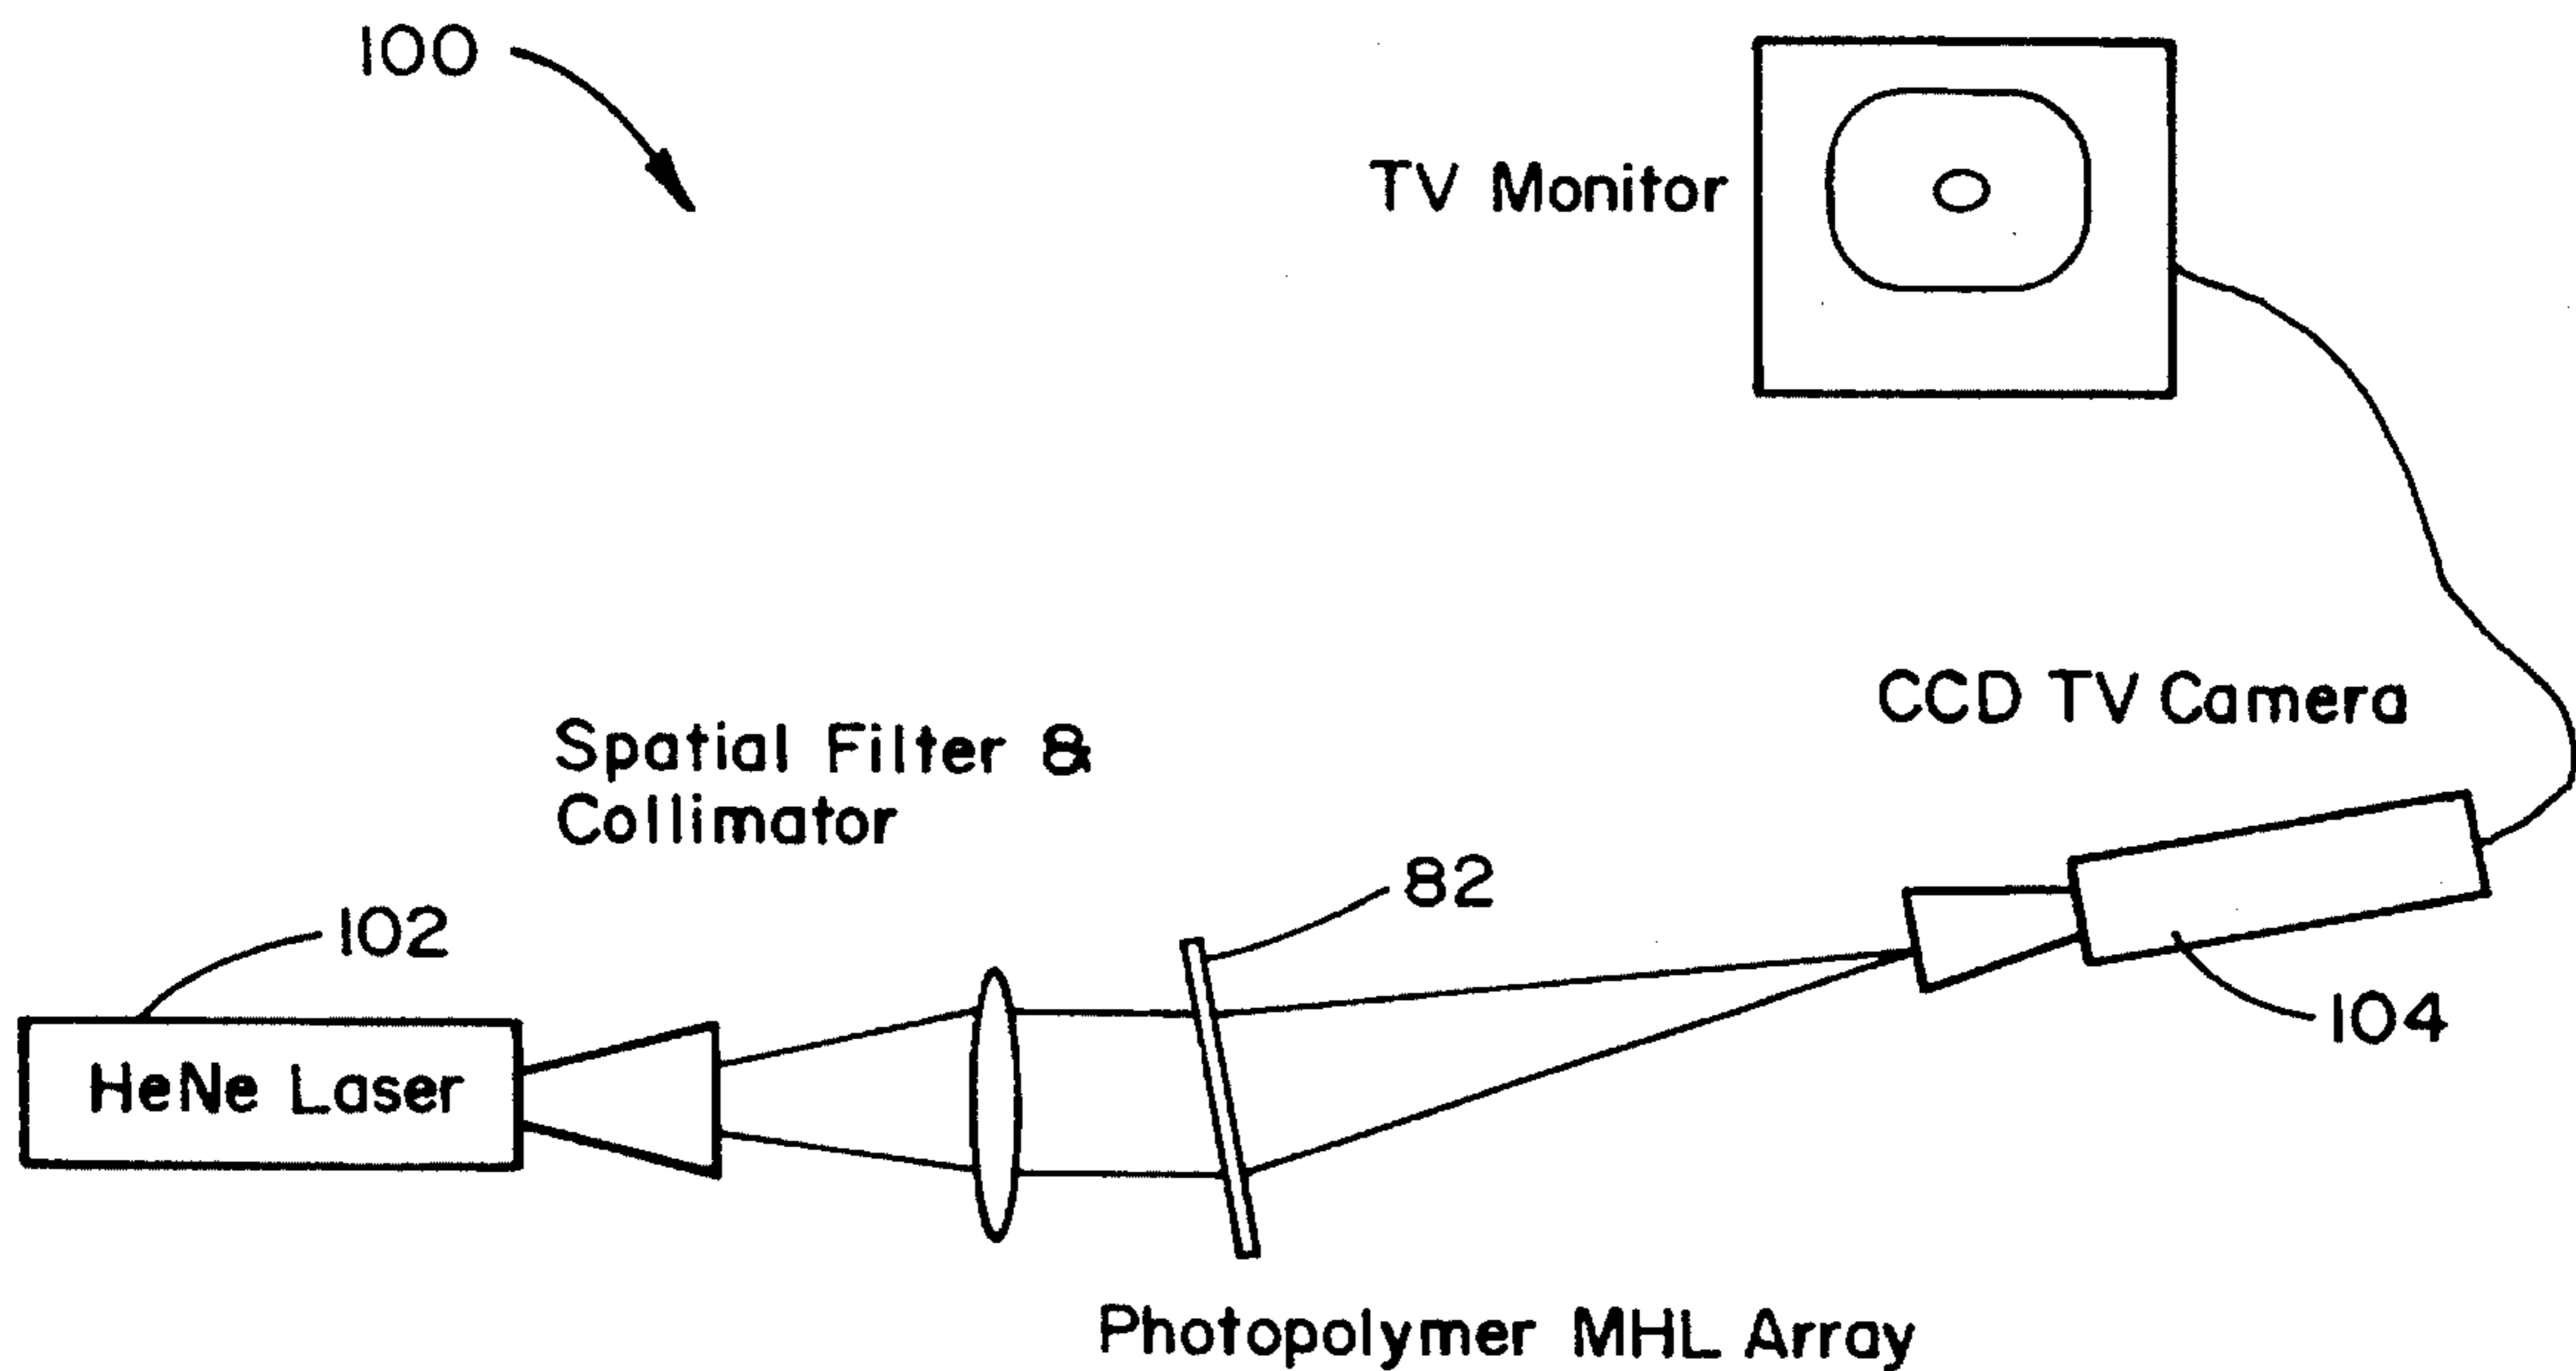 100
TV Monitor
CCD TV Camera
Spatial Filter &
Collimator
82
102
HeNe Laser
104
Photopolymer MHL Array